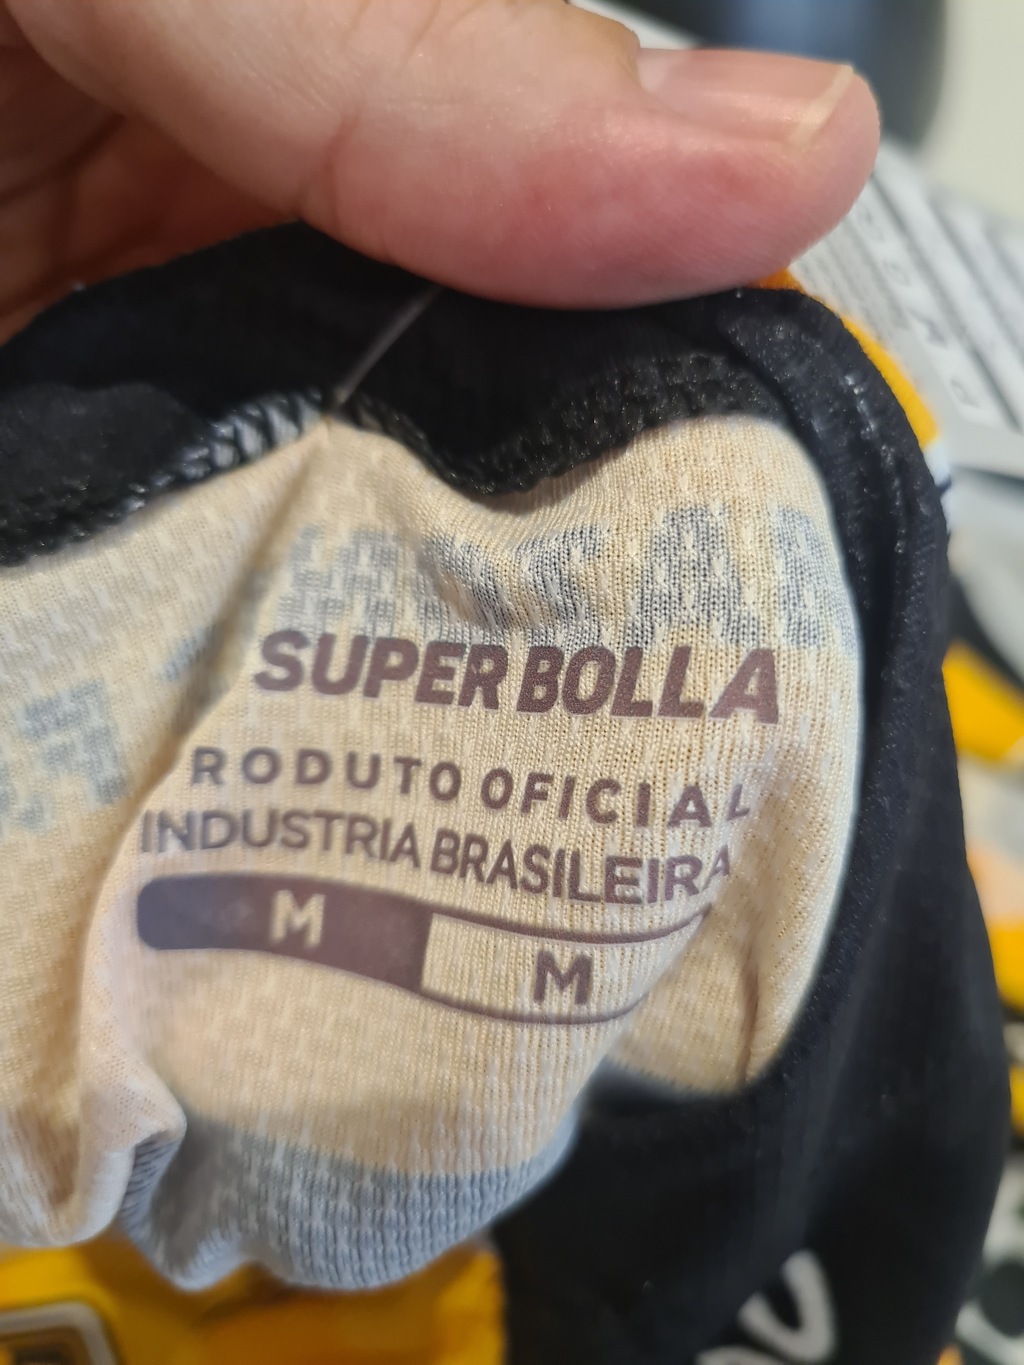 SUPER BOLLA
RODUTO OFICIAL
INDUSTRIA BRASILEIRA
M
M